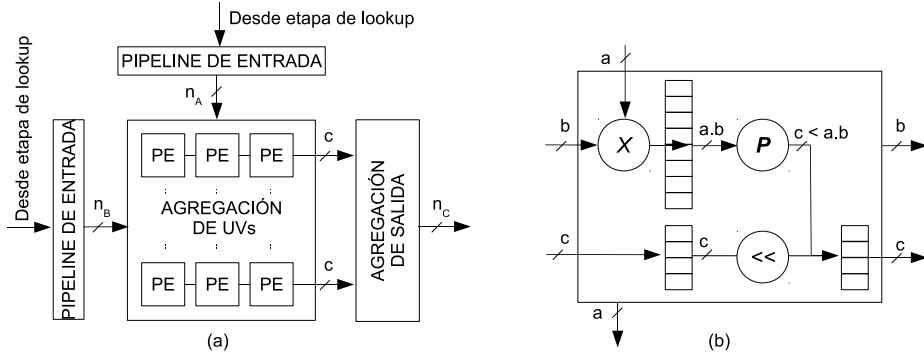 Desde etapa de lookup
PIPELINE DE ENTRADA
n_A
Desde etapa de lookup
PIPELINE DE ENTRADA
n_B
PE PE PE c
AGREGACIÓN
DE UVs
PE PE PE c
AGREGACIÓN
DE SALIDA
n_C
(a)
a
b X a.b P c < a.b b
c c << c
a
(b)